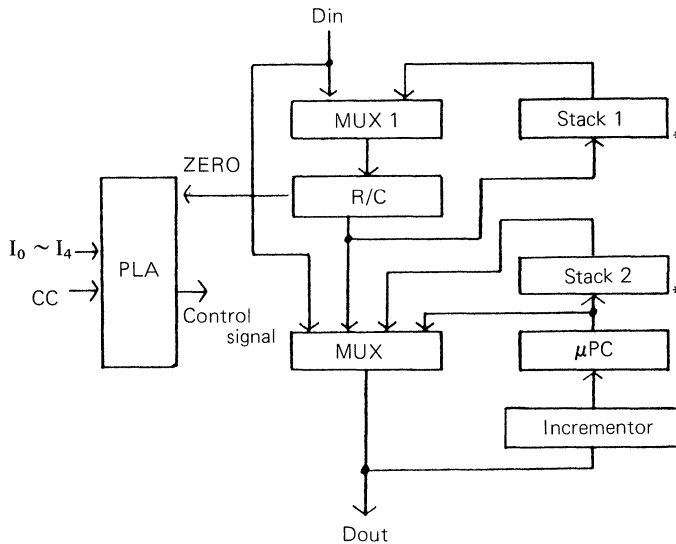 Din
MUX 1
Stack 1
*
ZERO
R/C
PLA
I₀ ~ I₄
CC
Control
signal
Stack 2
*
MUX
μPC
Incrementor
Dout